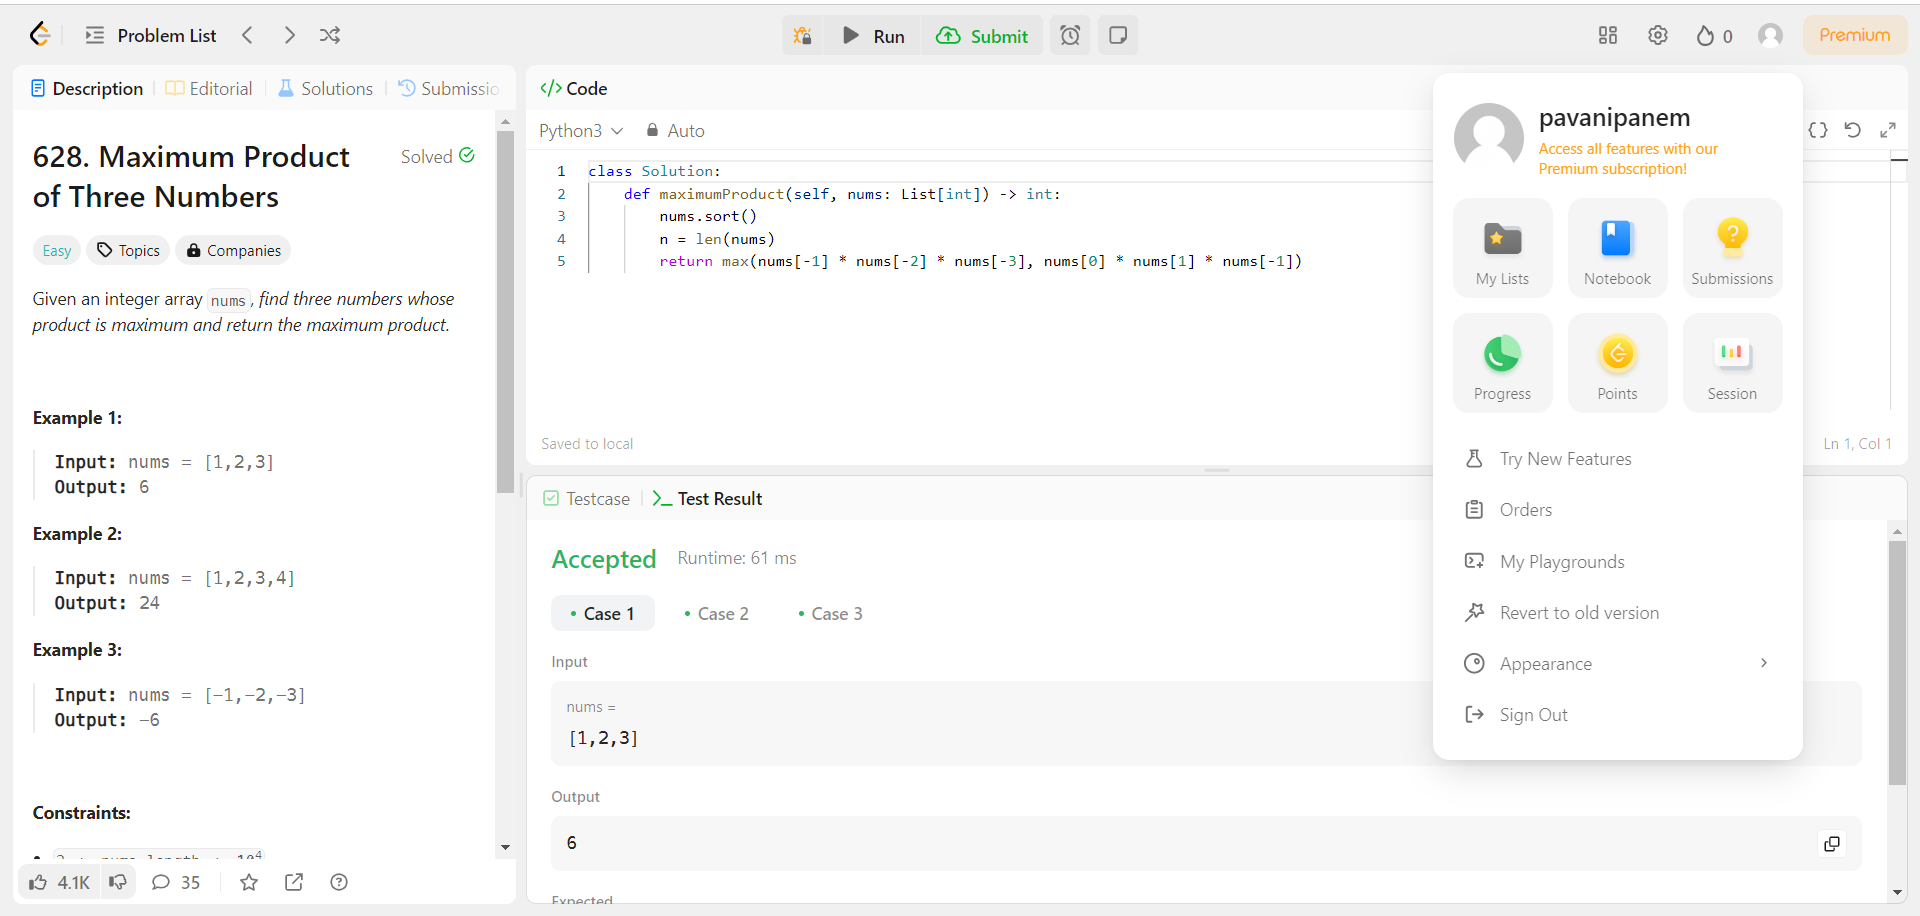 Problem List
Run
Submit
0
Premium
Description
Editorial
Solutions
Submissio
628. Maximum Product
of Three Numbers
Solved
Easy
Topics
Companies
Given an integer array nums, find three numbers whose
product is maximum and return the maximum product.
Example 1:
Input: nums = [1,2,3]
Output: 6
Example 2:
Input: nums = [1,2,3,4]
Output: 24
Example 3:
Input: nums = [-1,-2,-3]
Output: -6
Constraints:
4.1K
35
</> Code
Python3
Auto
1 class Solution:
2 def maximumProduct(self, nums: List[int]) -> int:
3 nums.sort()
4 n = len(nums)
5 return max(nums[-1] * nums[-2] * nums[-3], nums[0] * nums[1] * nums[-1])
Saved to local
Ln 1, Col 1
Testcase
Test Result
Accepted
Runtime: 61 ms
Case 1
Case 2
Case 3
Input
nums =
[1,2,3]
Output
6
Expected
pavanipanem
Access all features with our
Premium subscription!
My Lists
Notebook
Submissions
Progress
Points
Session
Try New Features
Orders
My Playgrounds
Revert to old version
Appearance
Sign Out